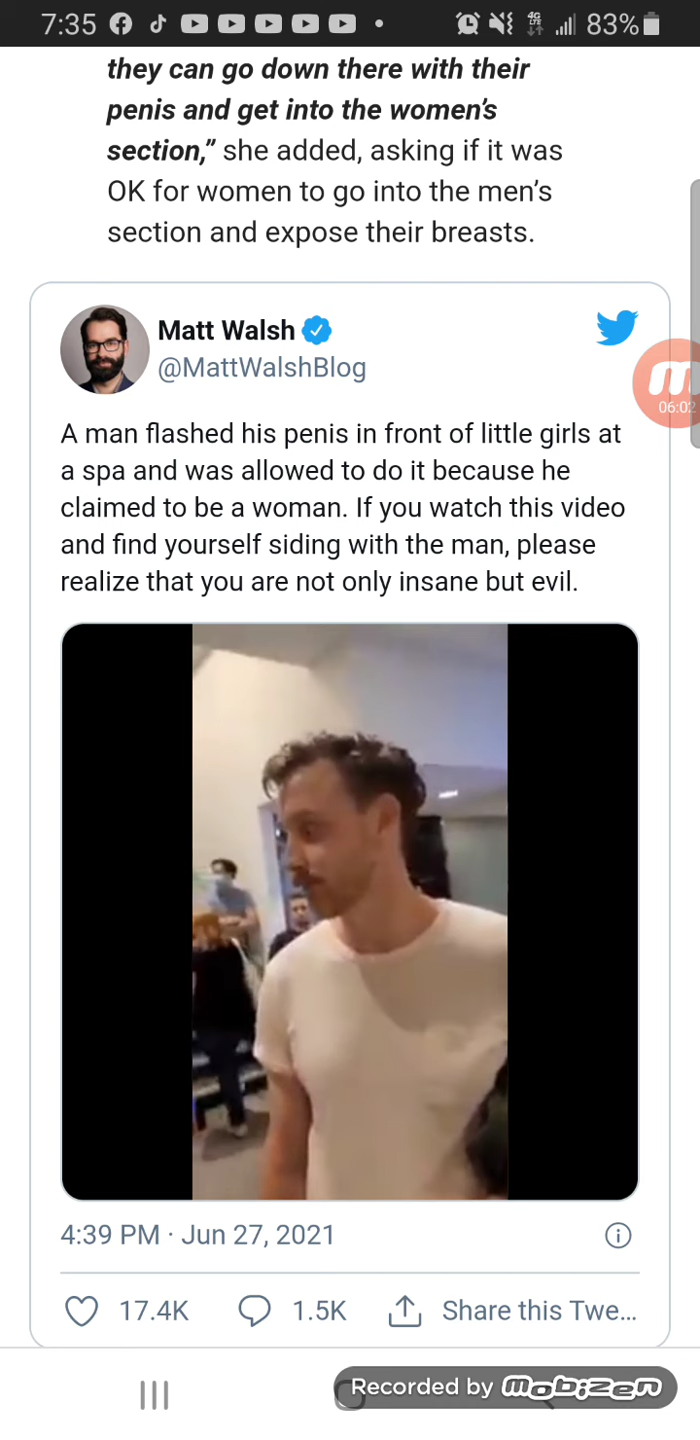 7:35
4G
83%
they can go down there with their
penis and get into the women's
section," she added, asking if it was
OK for women to go into the men's
section and expose their breasts.
Matt Walsh
@MattWalshBlog
06:02
A man flashed his penis in front of little girls at
a spa and was allowed to do it because he
claimed to be a woman. If you watch this video
and find yourself siding with the man, please
realize that you are not only insane but evil.
4:39 PM · Jun 27, 2021
17.4K
1.5K
Share this Twe...
Recorded by mobizen